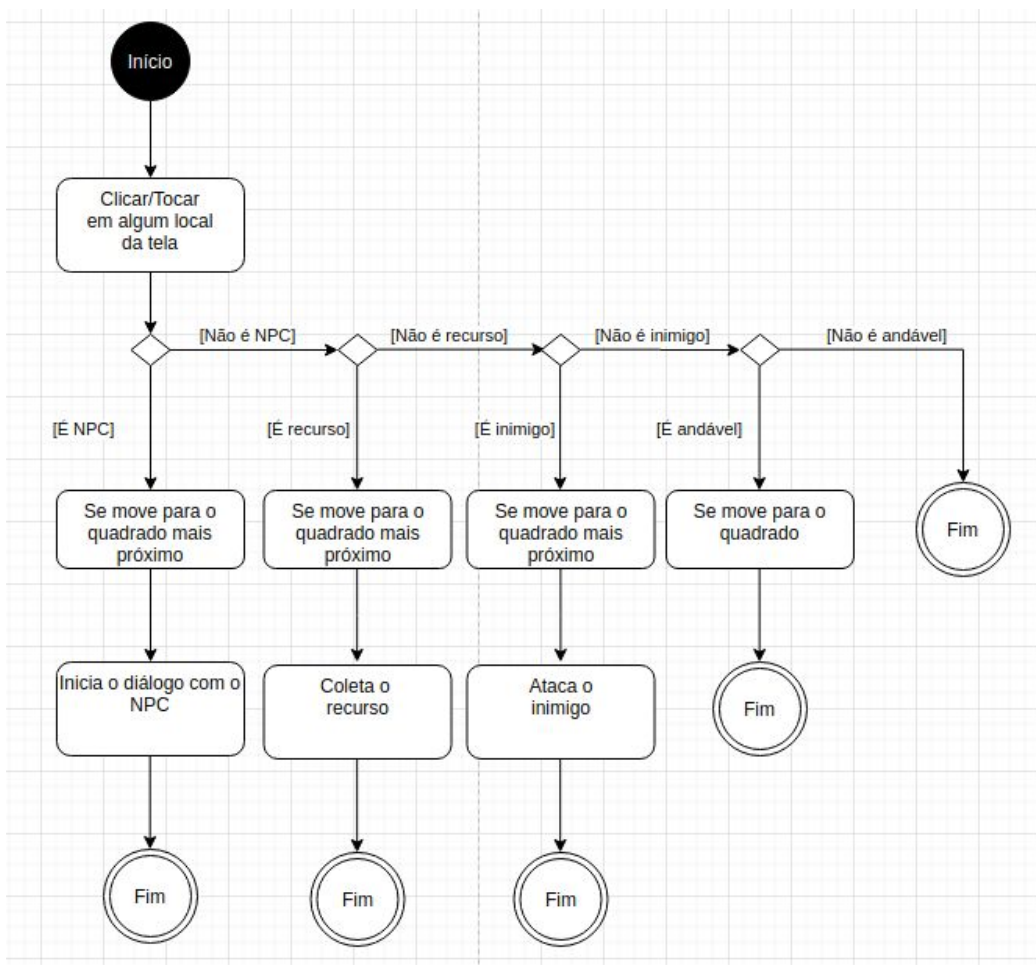 Início
Clicar/Tocar
em algum local
da tela
[Não é NPC]
[Não é recurso]
[Não é inimigo]
[Não é andável]
[É NPC]
[É recurso]
[É inimigo]
[É andável]
Se move para o
quadrado mais
próximo
Se move para o
quadrado mais
próximo
Se move para o
quadrado mais
próximo
Se move para o
quadrado
Fim
Inicia o diálogo com o
NPC
Coleta o
recurso
Ataca o
inimigo
Fim
Fim
Fim
Fim